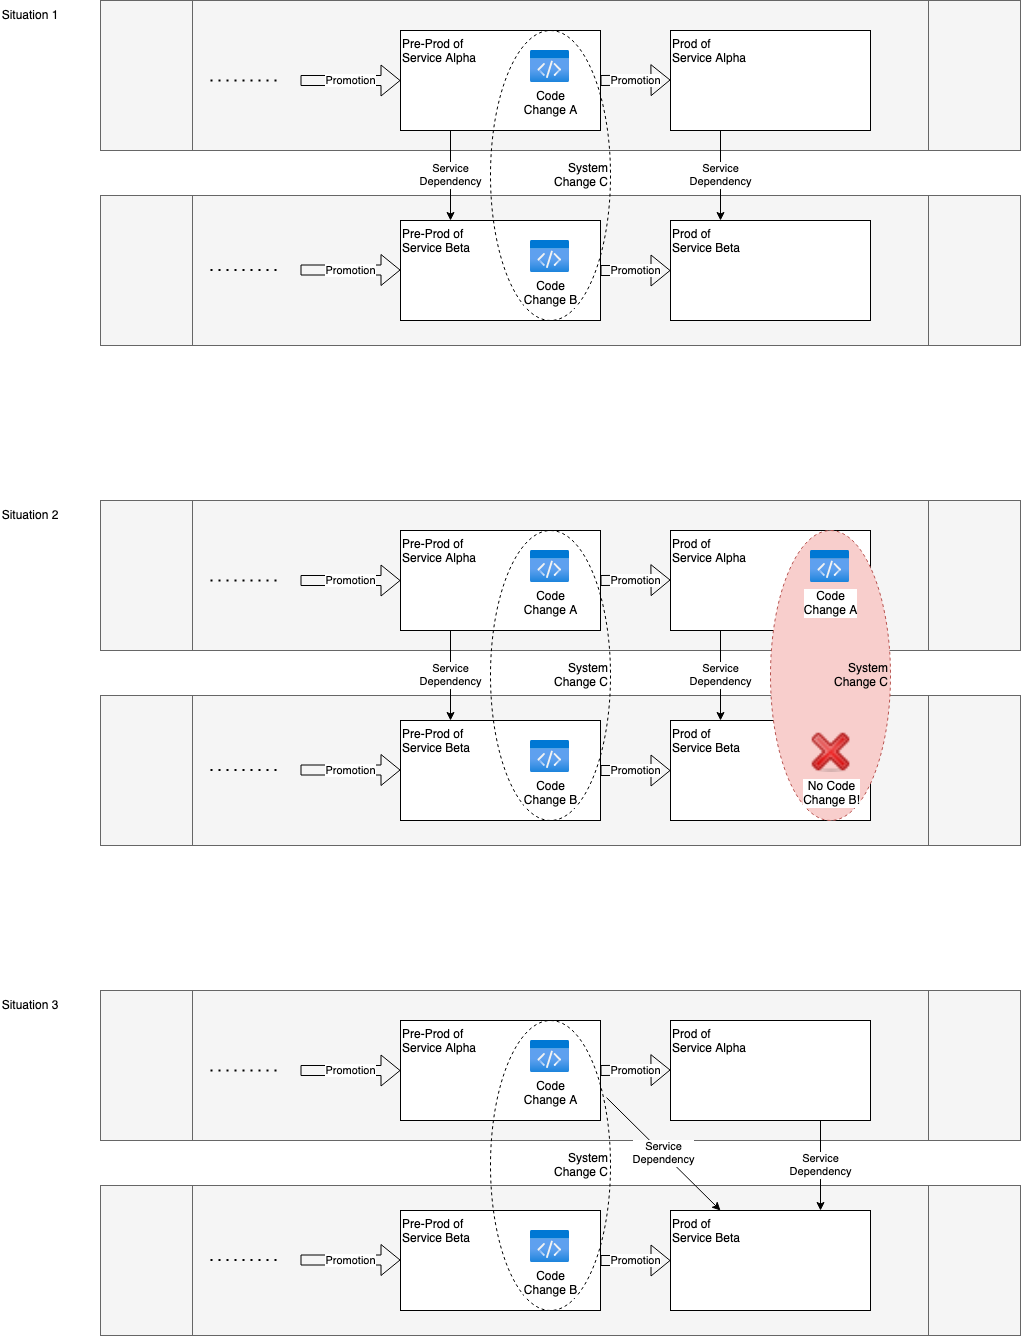 Situation 1
Pre-Prod of
Service Alpha
Code
Change A
Prod of
Service Alpha
Promotion
Promotion
Service
Dependency
System
Change C
Service
Dependency
Pre-Prod of
Service Beta
Code
Change B
Prod of
Service Beta
Promotion
Promotion
Situation 2
Pre-Prod of
Service Alpha
Code
Change A
Prod of
Service Alpha
Code
Change A
Promotion
Promotion
Service
Dependency
System
Change C
Service
Dependency
System
Change C
Pre-Prod of
Service Beta
Code
Change B
Prod of
Service Beta
No Code
Change B!
Promotion
Promotion
Situation 3
Pre-Prod of
Service Alpha
Code
Change A
Prod of
Service Alpha
Promotion
Promotion
System
Change C
Service
Dependency
Service
Dependency
Pre-Prod of
Service Beta
Code
Change B
Prod of
Service Beta
Promotion
Promotion